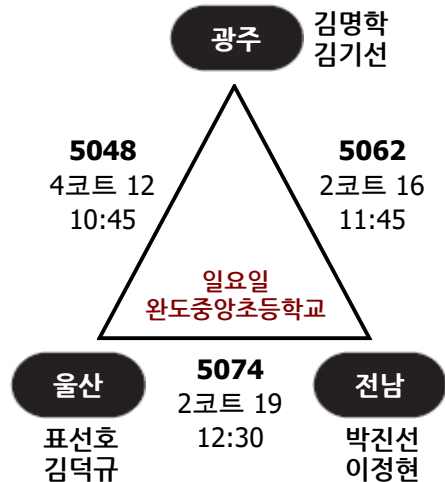 광주
김명학
김기선
5048
4코트 12
10:45
5062
2코트 16
11:45
일요일
완도중앙초등학교
울산
표선호
김덕규
5074
2코트 19
12:30
전남
박진선
이정현